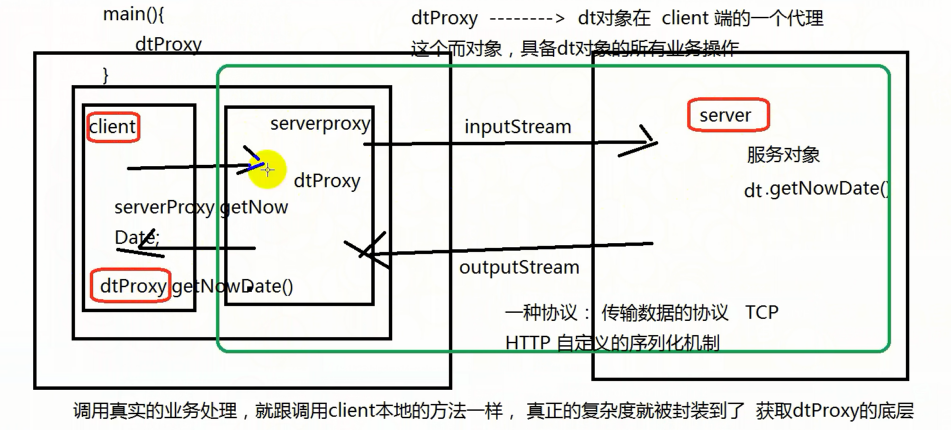 main(){
dtProxy
}
dtProxy --------> dt对象在 client 端的一个代理
这个而对象，具备dt对象的所有业务操作
client
serverproxy
inputStream
server
服务对象
dtProxy
dt.getNowDate()
serverProxy.getNow
Date;
dtProxy.getNowDate()
outputStream
一种协议： 传输数据的协议 TCP
HTTP 自定义的序列化机制
调用真实的业务处理，就跟调用client本地的方法一样， 真正的复杂度就被封装到了 获取dtProxy的底层